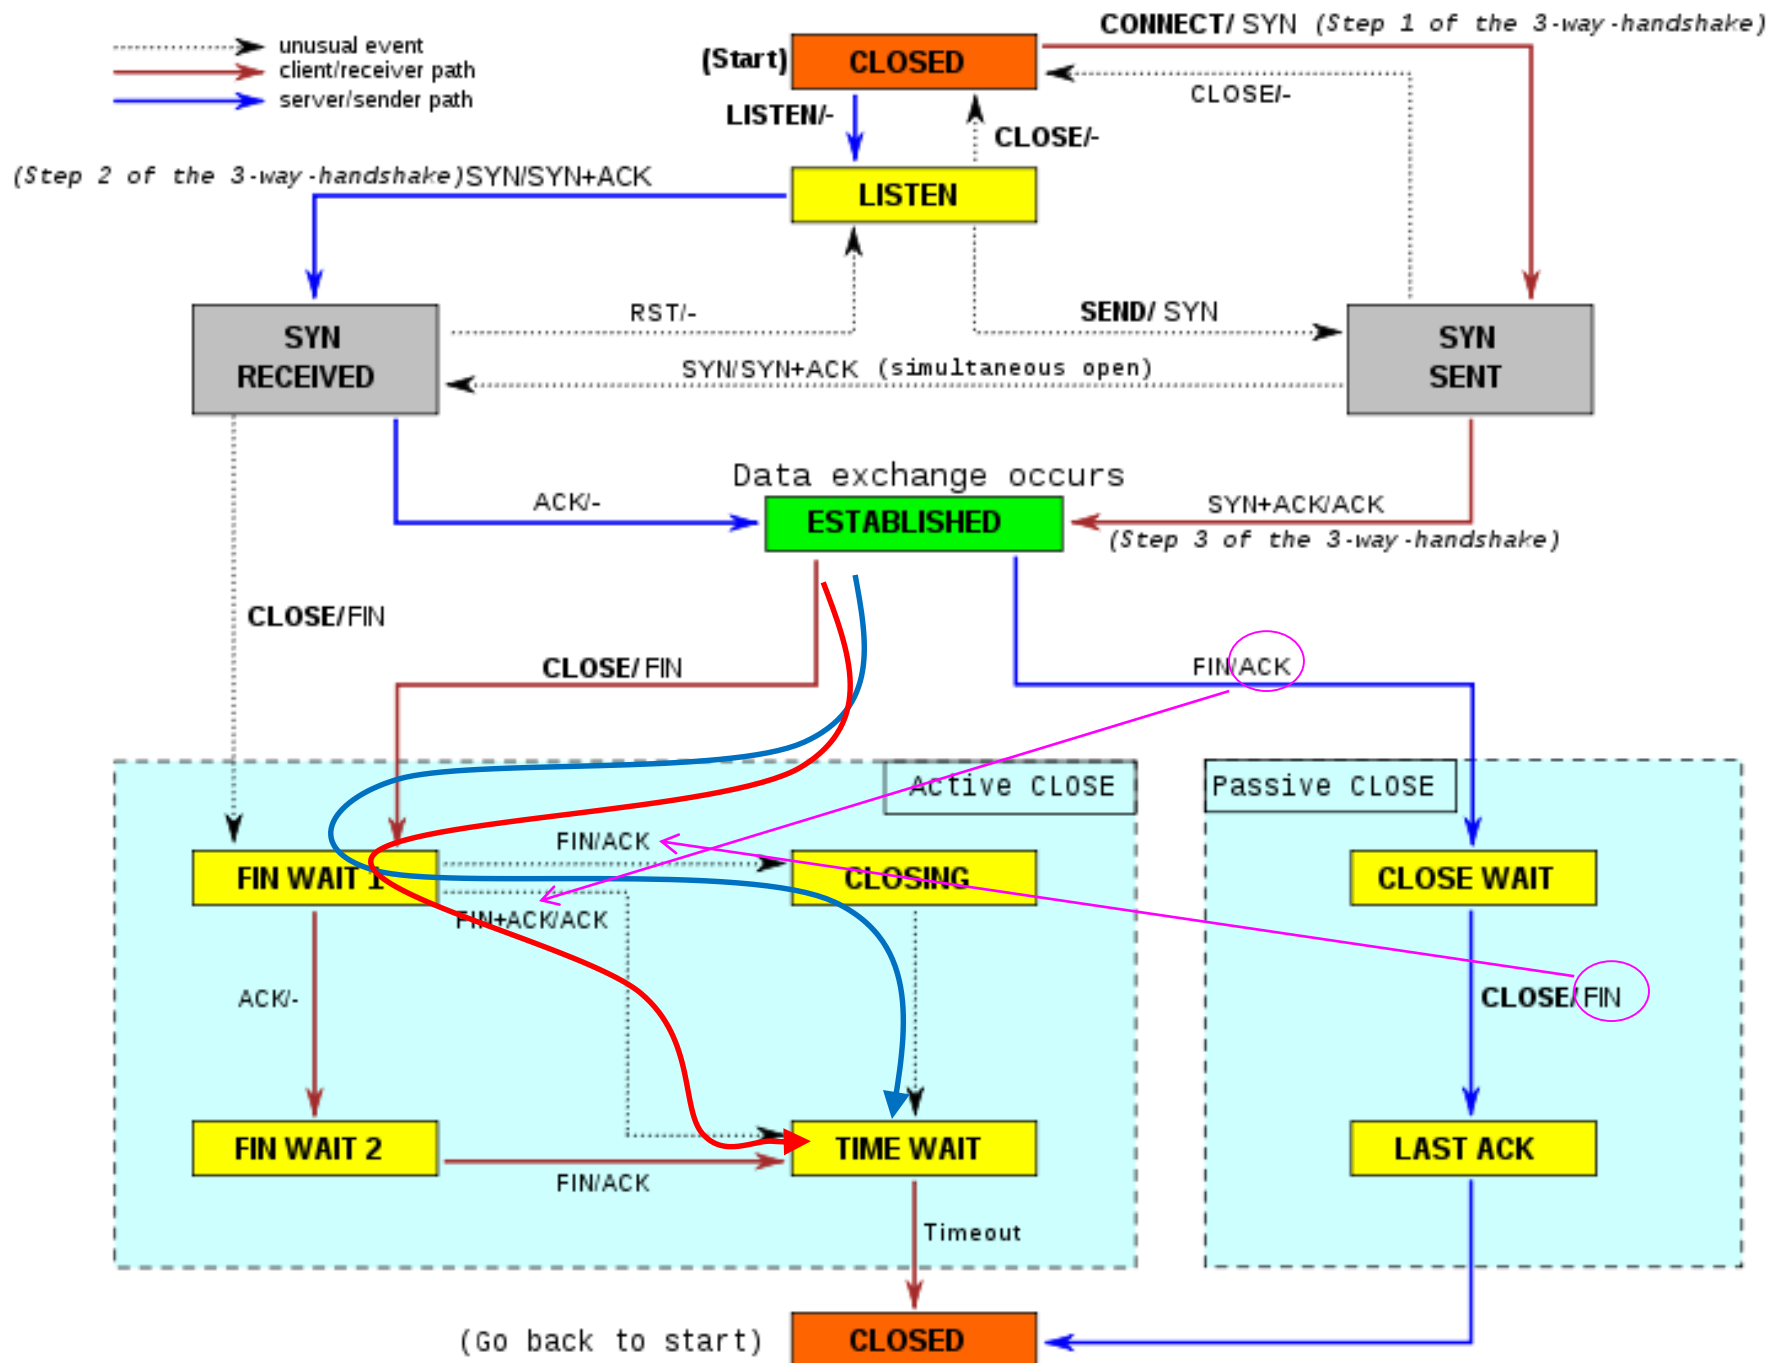 unusual event
client/receiver path
server/sender path
CONNECT/ SYN (Step 1 of the 3-way-handshake)
(Start)
CLOSED
CLOSE/-
LISTEN/-
CLOSE/-
(Step 2 of the 3-way-handshake)SYN/SYN+ACK
LISTEN
RST/-
SEND/ SYN
SYN
RECEIVED
SYN
SENT
SYN/SYN+ACK (simultaneous open)
Data exchange occurs
ACK/-
ESTABLISHED
SYN+ACK/ACK
(Step 3 of the 3-way-handshake)
CLOSE/FIN
CLOSE/ FIN
FIN/ACK
Active CLOSE
Passive CLOSE
FIN/ACK
FIN WAIT 1
CLOSING
CLOSE WAIT
FIN+ACK/ACK
ACK/-
CLOSE/ FIN
FIN WAIT 2
TIME WAIT
LAST ACK
FIN/ACK
Timeout
(Go back to start)
CLOSED